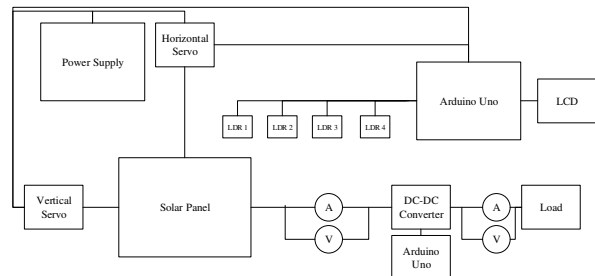 Power Supply
Horizontal
Servo
Arduino Uno
LCD
LDR 1
LDR 2
LDR 3
LDR 4
Vertical
Servo
Solar Panel
A
V
DC-DC
Converter
Arduino
Uno
A
V
Load